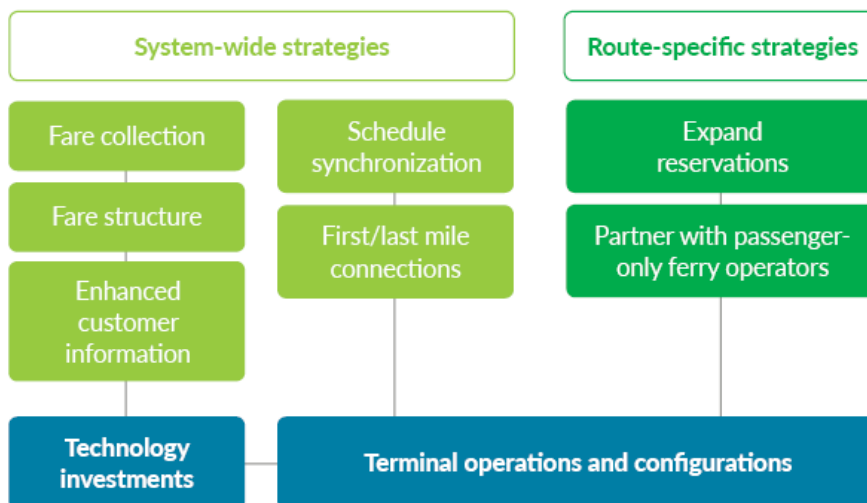 System-wide strategies
Route-specific strategies
Fare collection
Fare structure
Enhanced
customer
information
Schedule
synchronization
First/last mile
connections
Expand
reservations
Partner with passenger-
only ferry operators
Technology
investments
Terminal operations and configurations